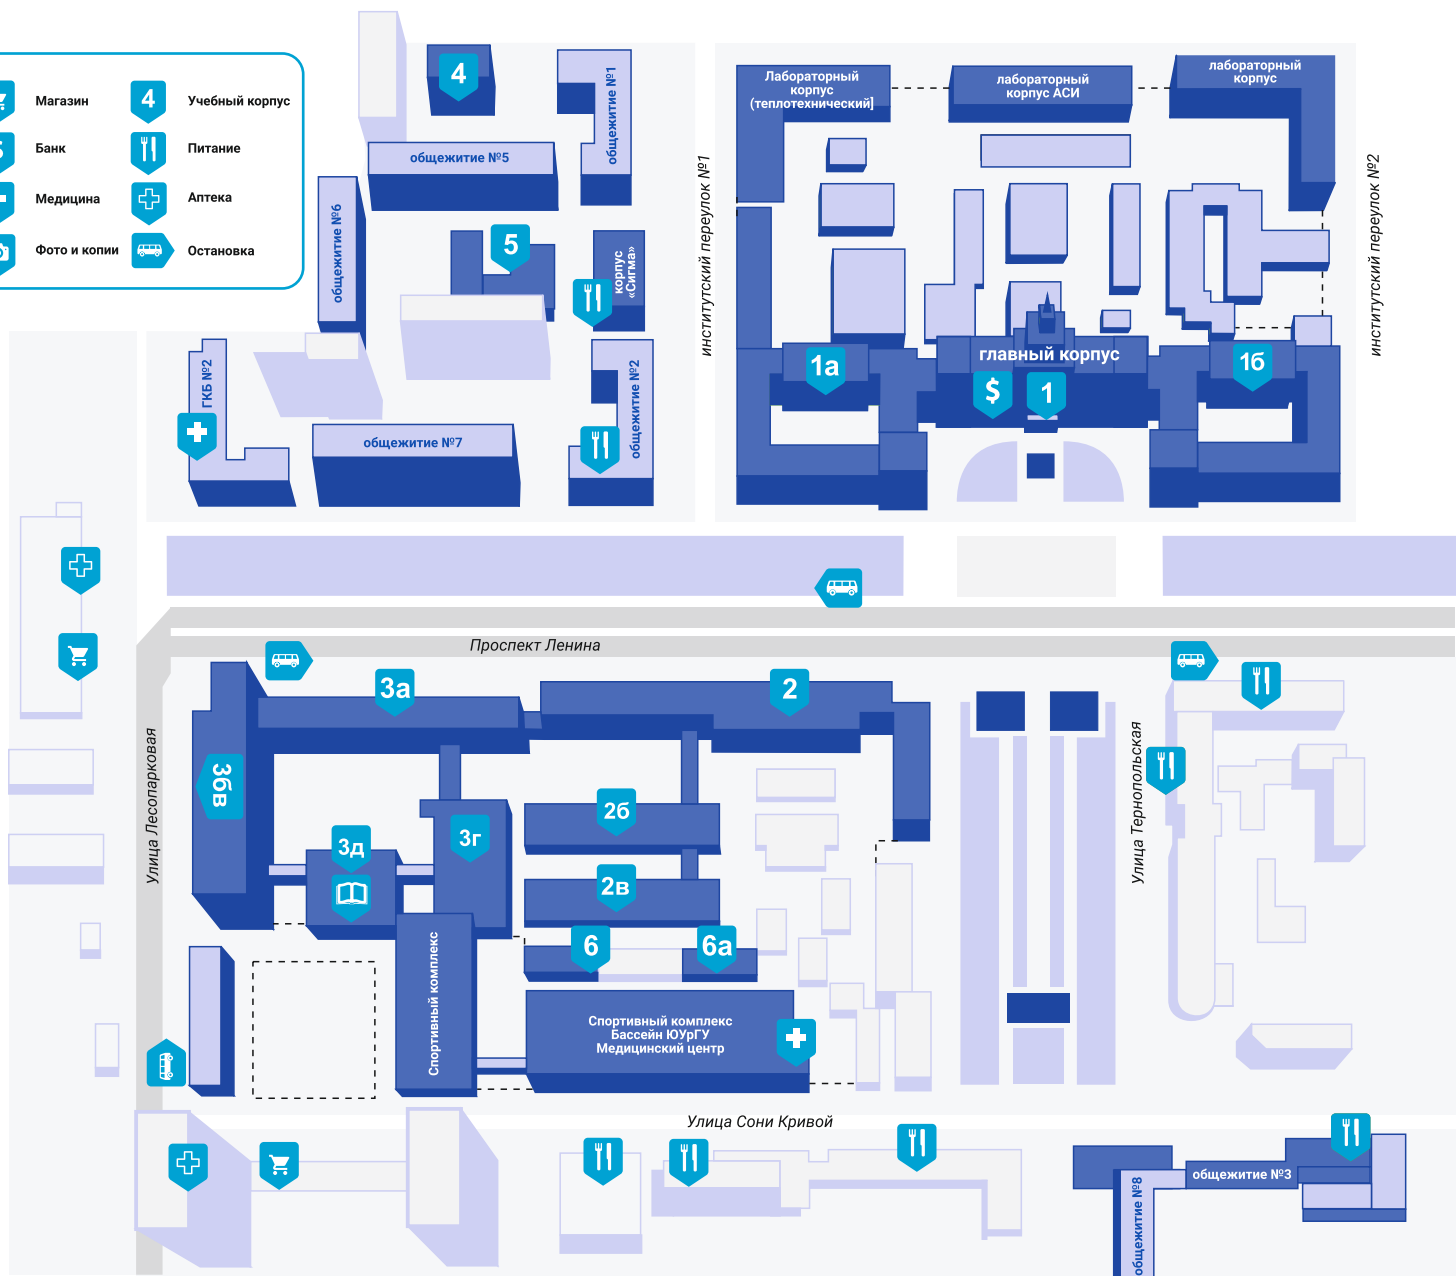 Магазин
4
Учебный корпус
Банк
Питание
Медицина
Аптека
Фото и копии
Остановка
4
общежитие №1
общежитие №5
общежитие №6
5
корпус
«Сигма»
ГКБ №2
общежитие №7
общежитие №2
институтский переулок №1
Лабораторный
корпус
(теплотехнический]
лабораторный
корпус АСИ
лабораторный
корпус
институтский переулок №2
1а
главный корпус
$
1
1б
Проспект Ленина
3а
2
3бв
Улица Лесопарковая
3г
3д
2б
2в
6
6а
Спортивный комплекс
Спортивный комплекс
Бассейн ЮУрГУ
Медицинский центр
Улица Тернопольская
Улица Сони Кривой
общежитие №3
общежитие №8